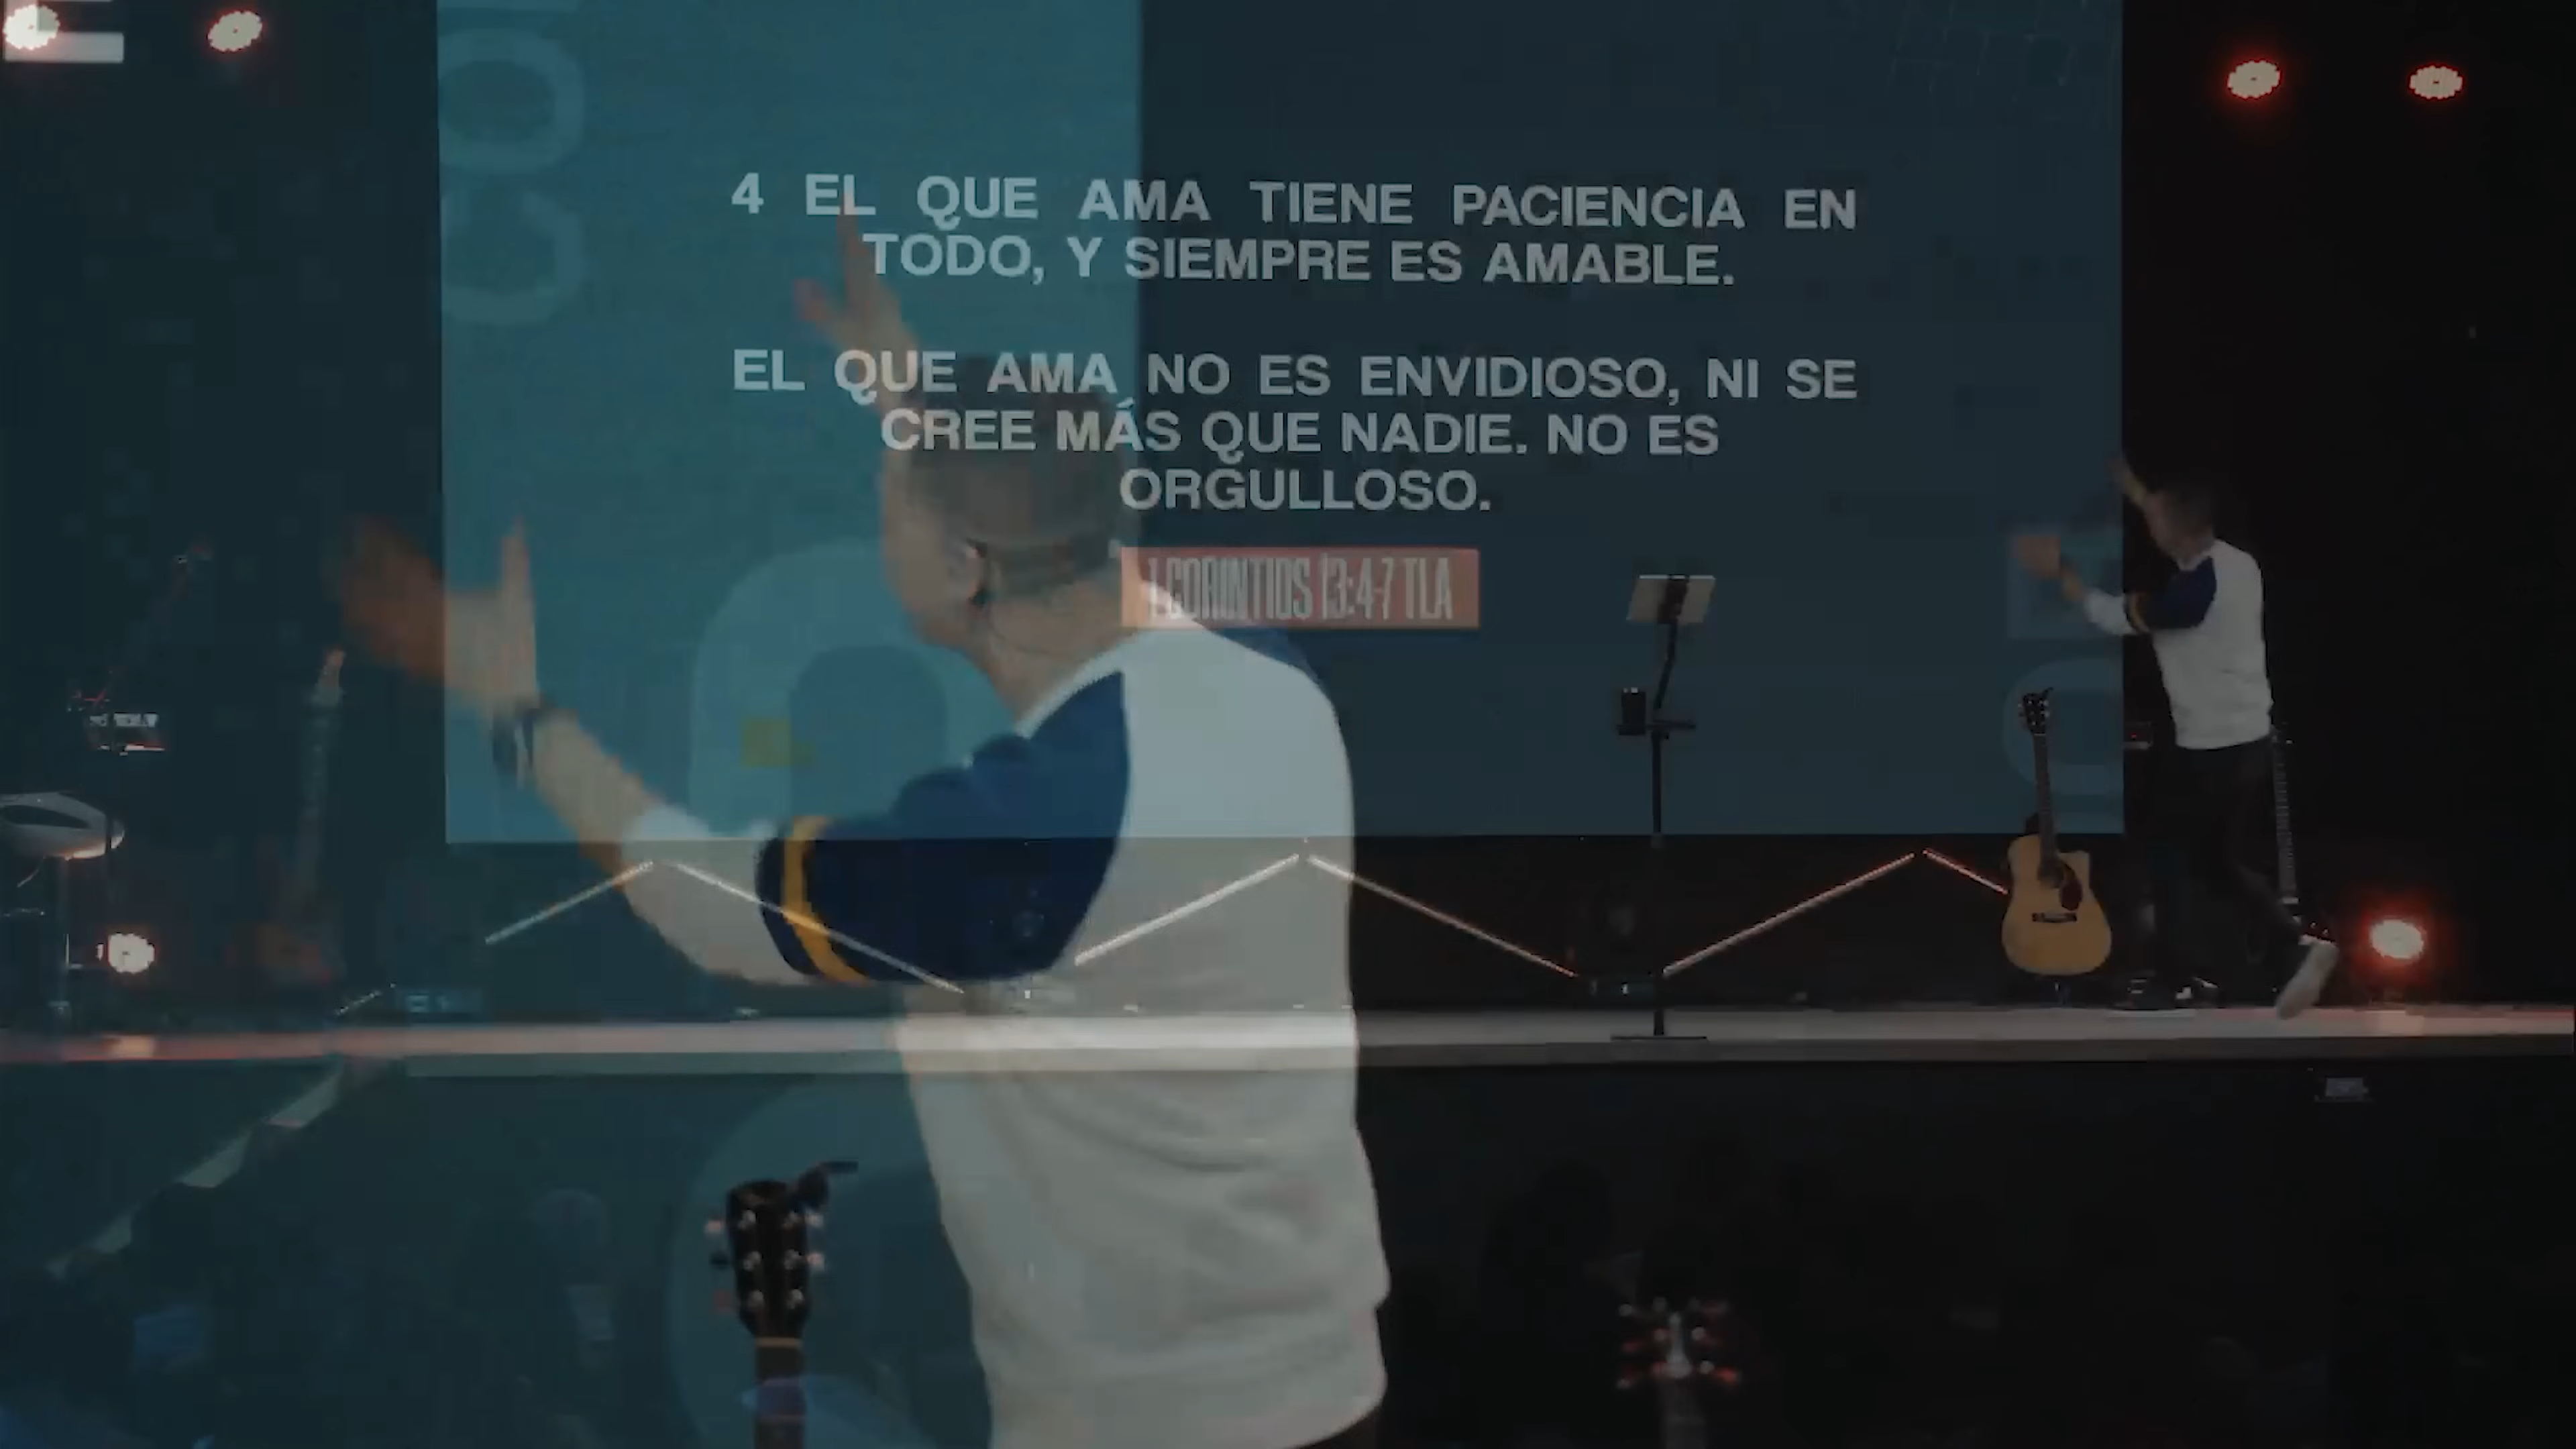 4 EL QUE AMA TIENE PACIENCIA EN
TODO, Y SIEMPRE ES AMABLE.
EL QUE AMA NO ES ENVIDIOSO, NI SE
CREE MÁS QUE NADIE. NO ES
ORGULLOSO.
1 CORINTIOS 13:4-7 TLA